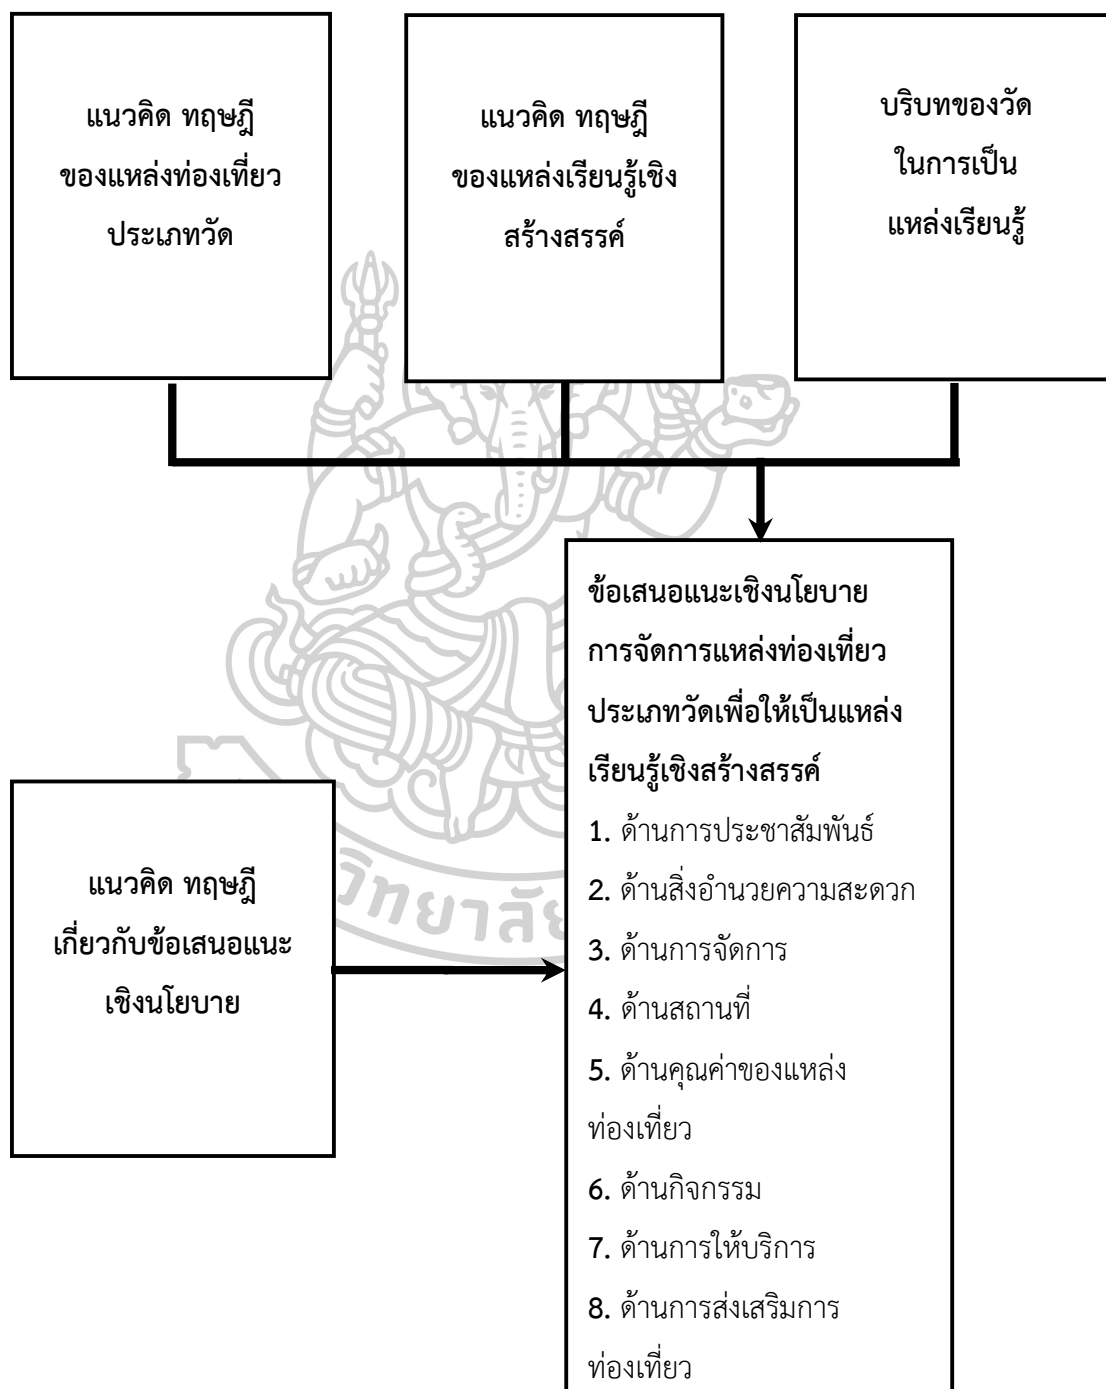 แนวคิด ทฤษฎี
ของแหล่งท่องเที่ยว
ประเภทวัด
แนวคิด ทฤษฎี
ของแหล่งเรียนรู้เชิง
สร้างสรรค์
บริบทของวัด
ในการเป็น
แหล่งเรียนรู้
แนวคิด ทฤษฎี
เกี่ยวกับข้อเสนอแนะ
เชิงนโยบาย
ข้อเสนอแนะเชิงนโยบาย
การจัดการแหล่งท่องเที่ยว
ประเภทวัดเพื่อให้เป็นแหล่ง
เรียนรู้เชิงสร้างสรรค์
1. ด้านการประชาสัมพันธ์
2. ด้านสิ่งอำนวยความสะดวก
3. ด้านการจัดการ
4. ด้านสถานที่
5. ด้านคุณค่าของแหล่ง
ท่องเที่ยว
6. ด้านกิจกรรม
7. ด้านการให้บริการ
8. ด้านการส่งเสริมการ
ท่องเที่ยว